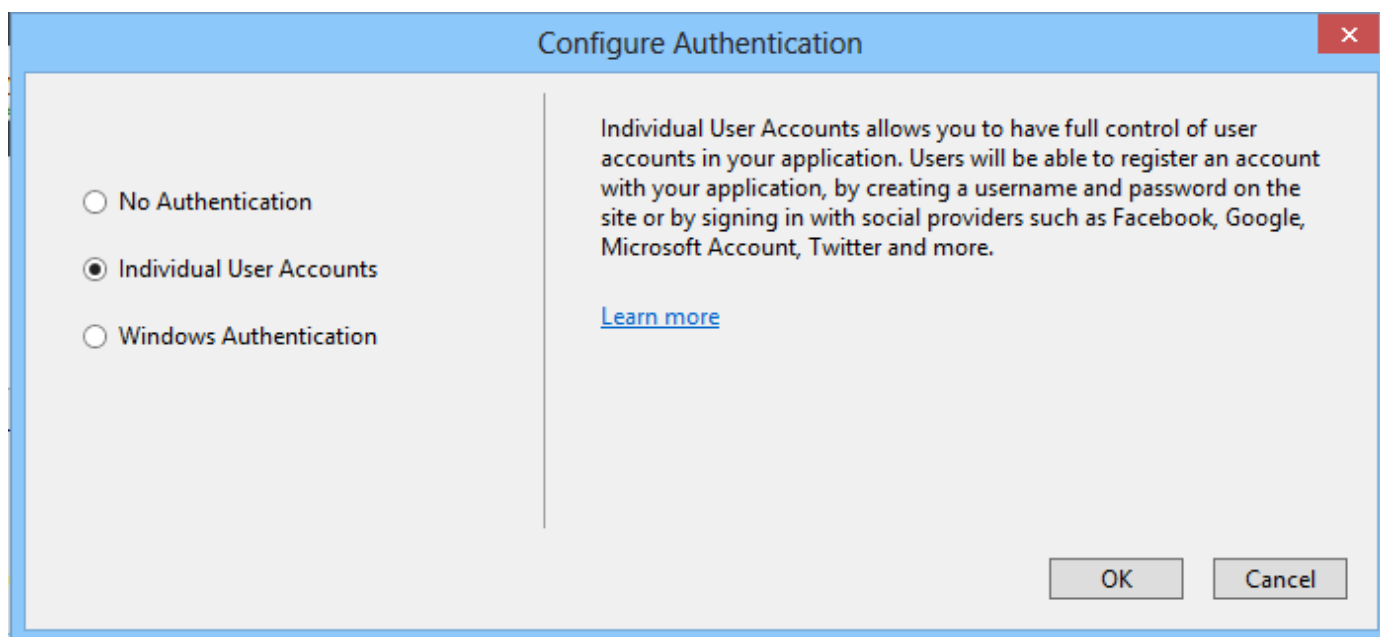 Configure Authentication
No Authentication
Individual User Accounts
Windows Authentication
Individual User Accounts allows you to have full control of user
accounts in your application. Users will be able to register an account
with your application, by creating a username and password on the
site or by signing in with social providers such as Facebook, Google,
Microsoft Account, Twitter and more.
Learn more
OK
Cancel